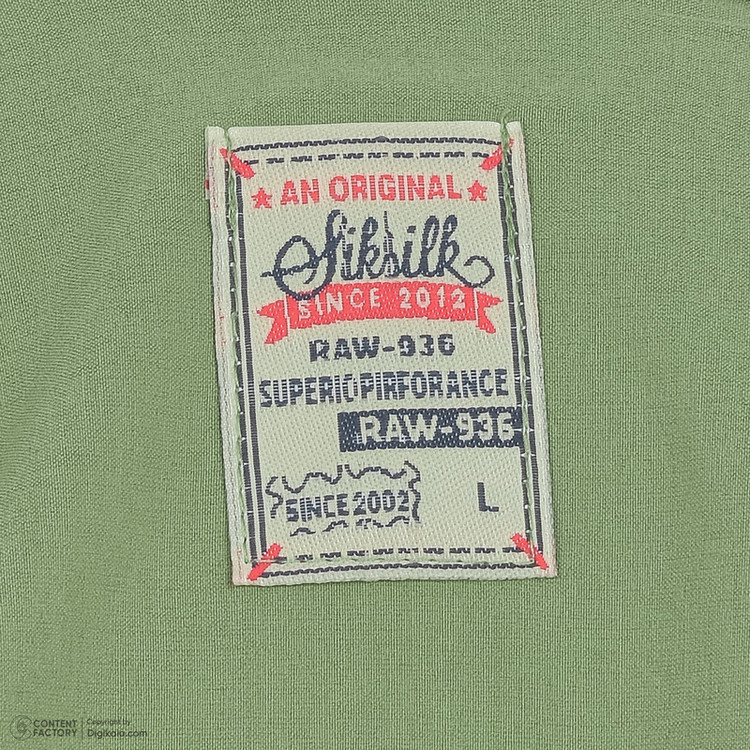 AN ORIGINAL
Siksilk
SINCE 2012
RAW-936
SUPERIOPIRFORANCE
RAW-936
SINCE 2002
L
CONTENT FACTORY
Copyright by
Digikala.com